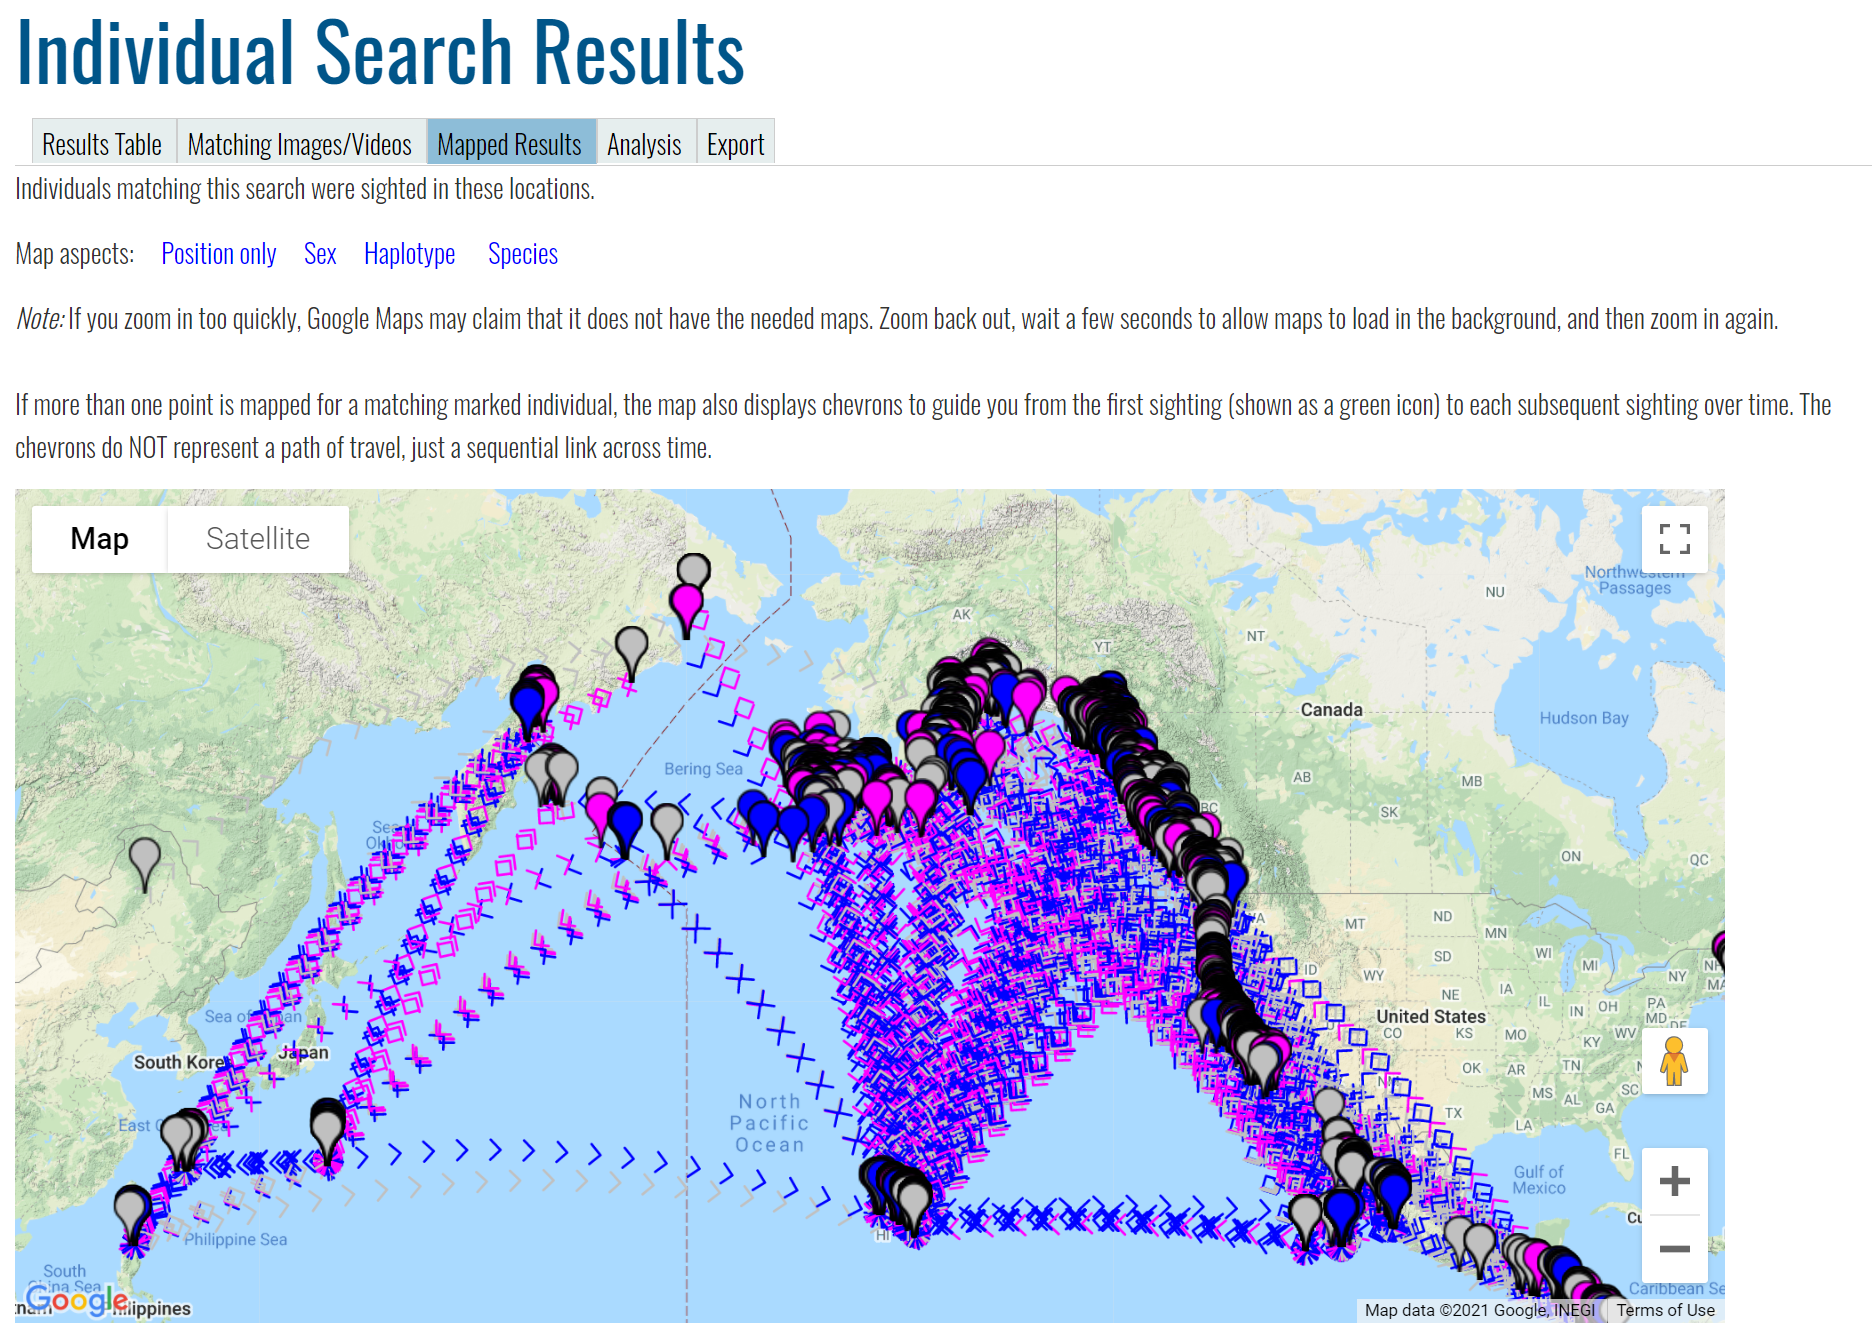 Individual Search Results
Results Table
Matching Images/Videos
Mapped Results
Analysis
Export
Individuals matching this search were sighted in these locations.
Map aspects: Position only Sex Haplotype Species
Note: If you zoom in too quickly, Google Maps may claim that it does not have the needed maps. Zoom back out, wait a few seconds to allow maps to load in the background, and then zoom in again.
If more than one point is mapped for a matching marked individual, the map also displays chevrons to guide you from the first sighting (shown as a green icon) to each subsequent sighting over time. The
chevrons do NOT represent a path of travel, just a sequential link across time.
Map
Satellite
Northwestern
Passages
NU
AK
NT
YT
Canada
Hudson Bay
Bering Sea
AB
MB
BC
SK
ON
QC
MT
ND
MN
SD
WI
MI
ID
WY
NY
NH
MA
Sea of Japan
NE
IA
IL
IN
OH
PA
MD
DE
United States
CO
KS
MO
KY
WV
South Kore
Japan
OK
AR
TN
MS
AL
SC
GA
TX
LA
FL
North
Pacific
Ocean
Gulf of
Mexico
HI
Philippine Sea
South
China Sea
Caribbean Se
Google
Philippines
Map data ©2021 Google, INEGI
Terms of Use